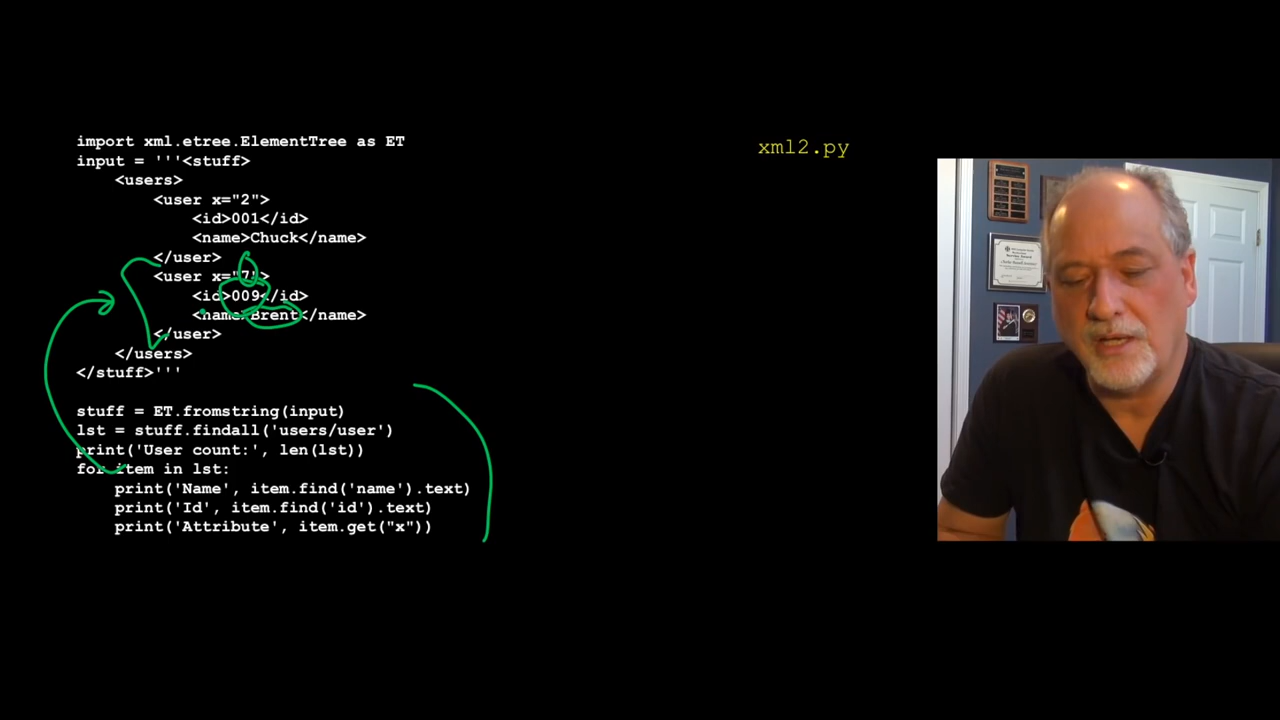 import xml.etree.ElementTree as ET
input = '''<stuff>
    <users>
        <user x="2">
            <id>001</id>
            <name>Chuck</name>
        </user>
        <user x="7">
            <id>009</id>
            <name>Brent</name>
        </user>
    </users>
</stuff>'''

stuff = ET.fromstring(input)
lst = stuff.findall('users/user')
print('User count:', len(lst))
for item in lst:
    print('Name', item.find('name').text)
    print('Id', item.find('id').text)
    print('Attribute', item.get("x"))
xml2.py